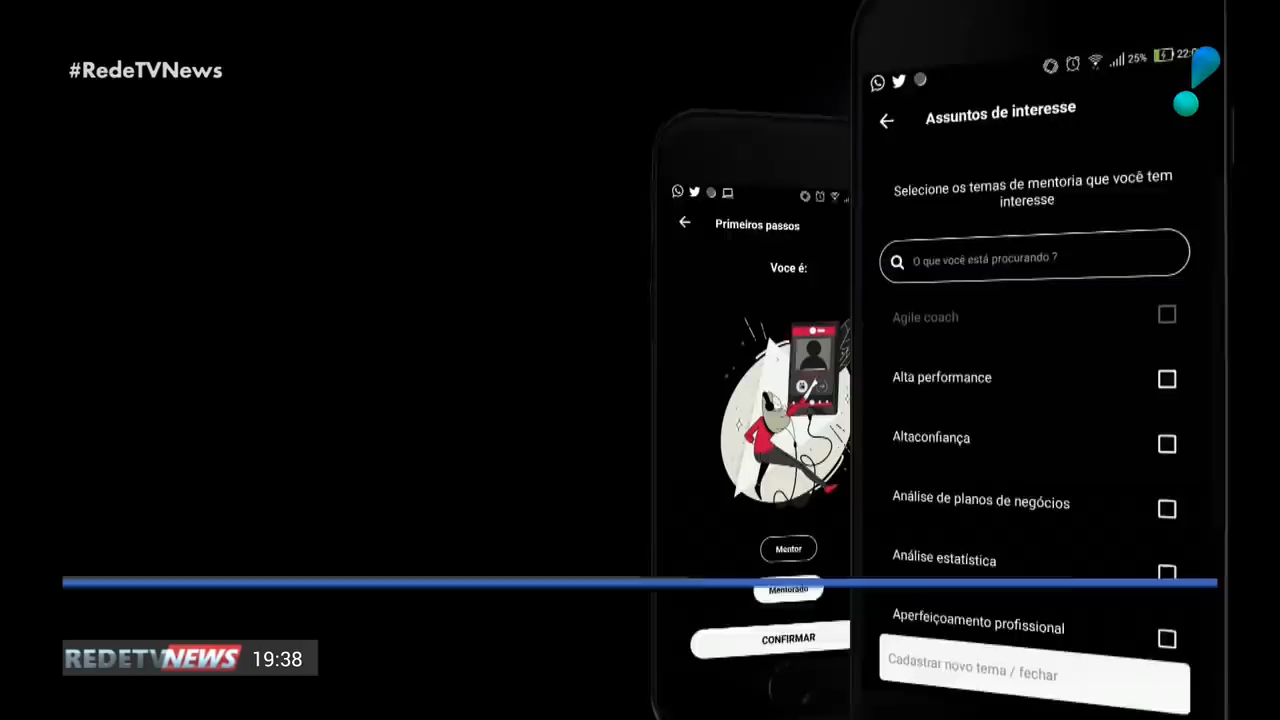 #RedeTVNews
Primeiros passos
Voce é:
Mentor
Mentorado
CONFIRMAR
25%
Assuntos de interesse
Selecione os temas de mentoria que você tem
interesse
O que você está procurando ?
Agile coach
Alta performance
Altaconfiança
Análise de planos de negócios
Análise estatística
Aperfeiçoamento profissional
Cadastrar novo tema / fechar
REDETVNEWS 19:38